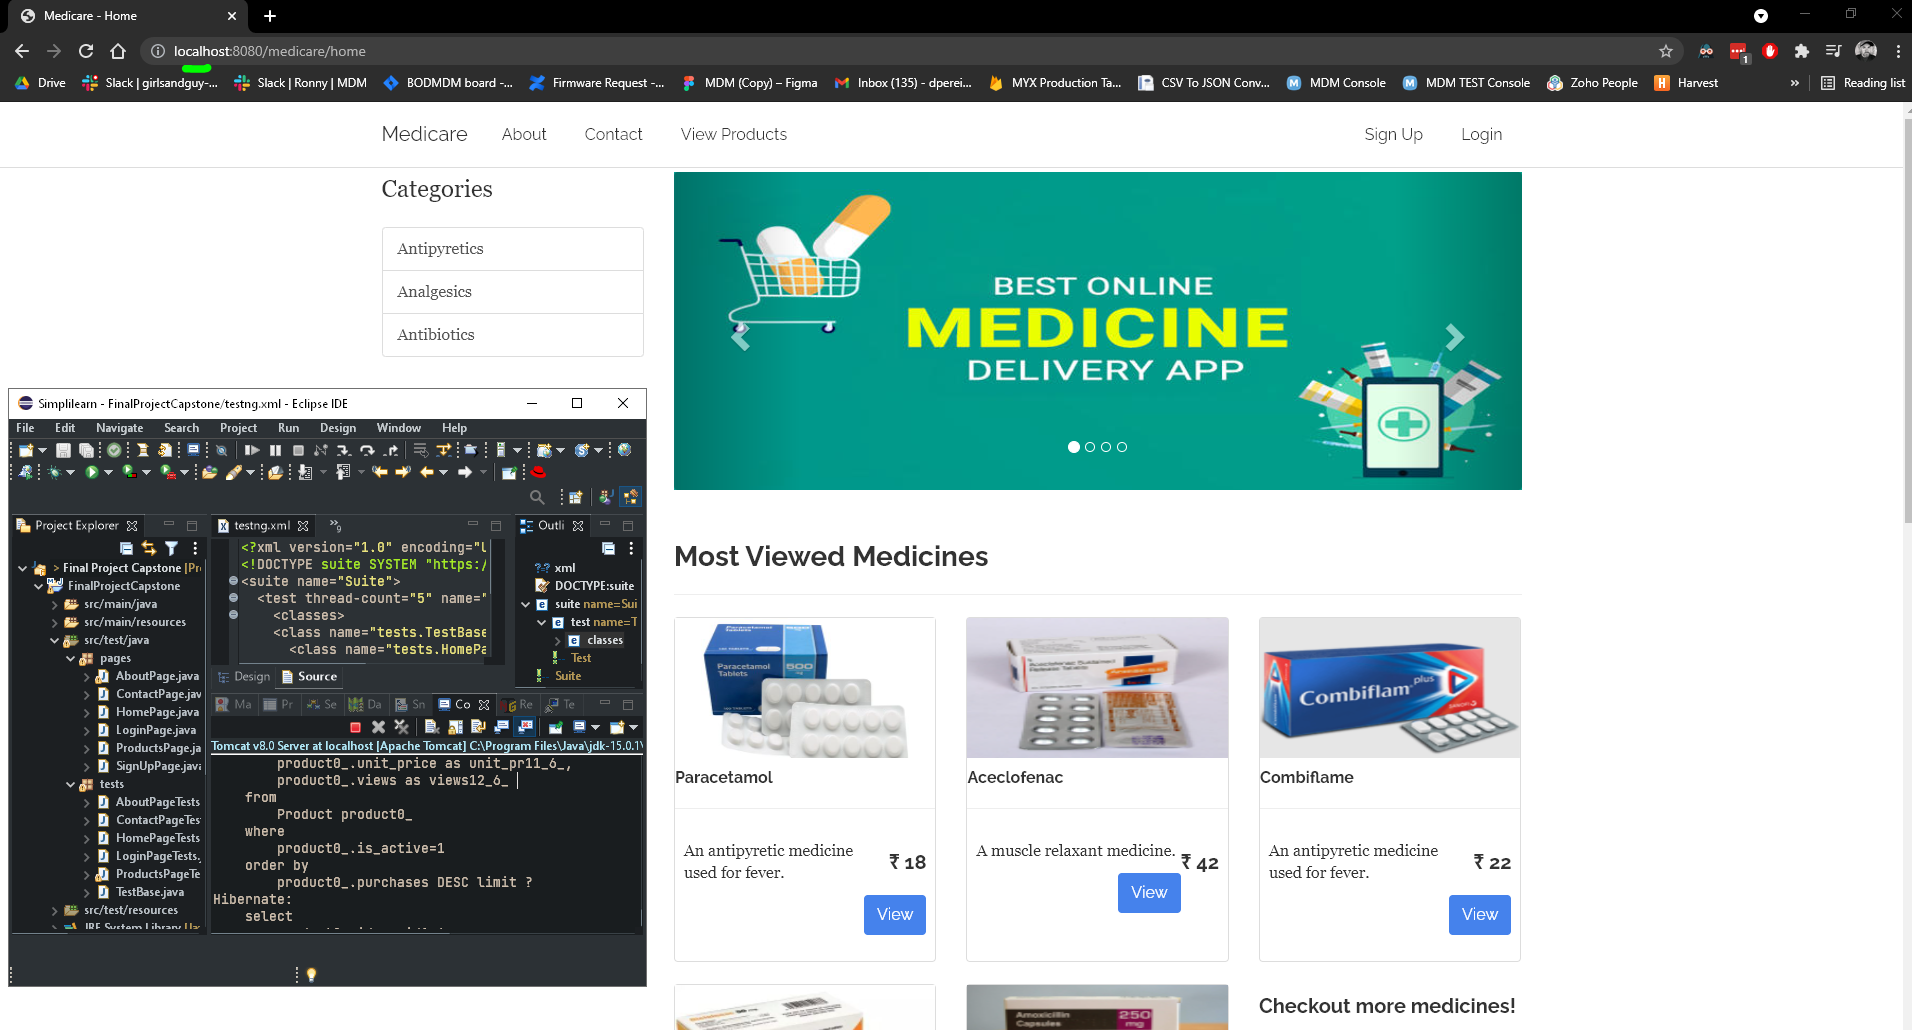 Medicare - Home
localhost:8080/medicare/home
Drive
Slack | girlsandguy-...
Slack | Ronny | MDM
BODMDM board -...
Firmware Request -...
MDM (Copy) – Figma
Inbox (135) - dperei...
MYX Production Ta...
CSV To JSON Conv...
MDM Console
MDM TEST Console
Zoho People
Harvest
»
Reading list
Medicare About Contact View Products Sign Up Login
Categories
Antipyretics
Analgesics
Antibiotics
BEST ONLINE
MEDICINE
DELIVERY APP
Simplilearn - FinalProjectCapstone/testng.xml - Eclipse IDE
File Edit Navigate Search Project Run Design Window Help
Project Explorer
> Final Project Capstone [Pr
FinalProjectCapstone
src/main/java
src/main/resources
src/test/java
pages
AboutPage.java
ContactPage.jav
HomePage.java
LoginPage.java
ProductsPage.ja
SignUpPage.java
tests
AboutPageTests
ContactPageTes
HomePageTests
LoginPageTests.
ProductsPageTe
TestBase.java
src/test/resources
JRE System Library
testng.xml
<?xml version="1.0" encoding="U
<!DOCTYPE suite SYSTEM "https:/
<suite name="Suite">
<test thread-count="5" name="
<classes>
<class name="tests.TestBase
<class name="tests.HomePa
Design Source
Outli
xml
DOCTYPE:suite
suite name=Sui
test name=T
classes
Test
Suite
Ma Pr Se Da Sn Co Re Te
Tomcat v8.0 Server at localhost [Apache Tomcat] C:\Program Files\Java\jdk-15.0.1\
product0_.unit_price as unit_pr11_6_,
product0_.views as views12_6_
from
Product product0_
where
product0_.is_active=1
order by
product0_.purchases DESC limit ?
Hibernate:
select
Most Viewed Medicines
Paracetamol Tablets
500
Paracetamol
An antipyretic medicine
used for fever.
₹ 18
View
Aceclofenac
A muscle relaxant medicine.
₹ 42
View
Combiflam plus
Combiflame
An antipyretic medicine
used for fever.
₹ 22
View
Amoxicillin
Capsules
250
mg
Checkout more medicines!